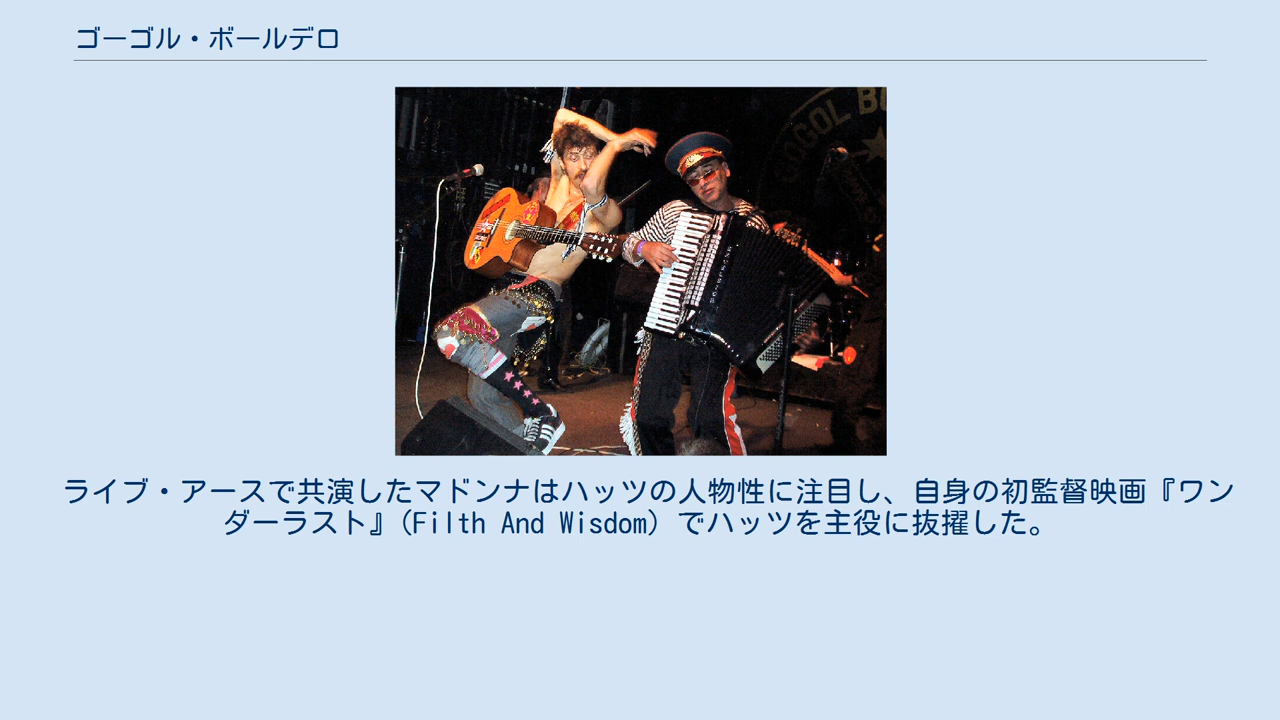 ゴーゴル・ボールデロ
GOL B
ライブ・アースで共演したマドンナはハッツの人物性に注目し、自身の初監督映画『ワン
ダーラスト』(Filth And Wisdom) でハッツを主役に抜擢した。